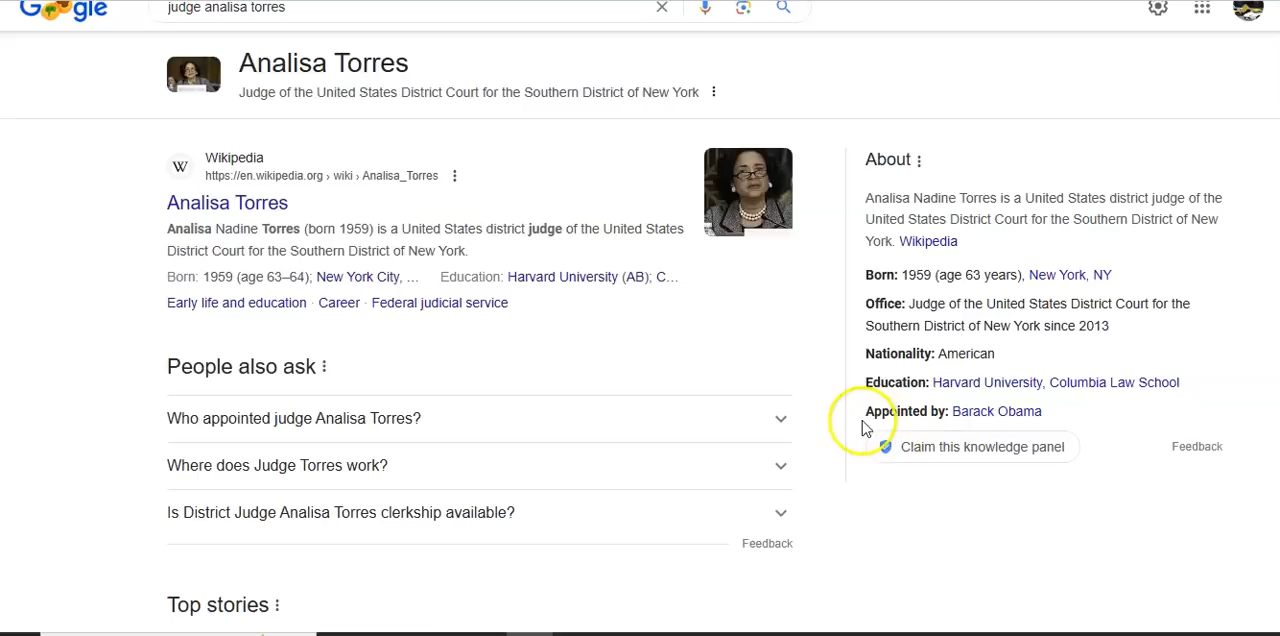 Google
judge analisa torres
Analisa Torres
Judge of the United States District Court for the Southern District of New York
W
Wikipedia
https://en.wikipedia.org › wiki › Analisa_Torres
Analisa Torres
Analisa Nadine Torres (born 1959) is a United States district judge of the United States
District Court for the Southern District of New York.
Born: 1959 (age 63–64); New York City, ... Education: Harvard University (AB); C...
Early life and education · Career · Federal judicial service
People also ask
Who appointed judge Analisa Torres?
Where does Judge Torres work?
Is District Judge Analisa Torres clerkship available?
Feedback
Top stories
About
Analisa Nadine Torres is a United States district judge of the
United States District Court for the Southern District of New
York. Wikipedia
Born: 1959 (age 63 years), New York, NY
Office: Judge of the United States District Court for the
Southern District of New York since 2013
Nationality: American
Education: Harvard University, Columbia Law School
Appointed by: Barack Obama
Claim this knowledge panel
Feedback